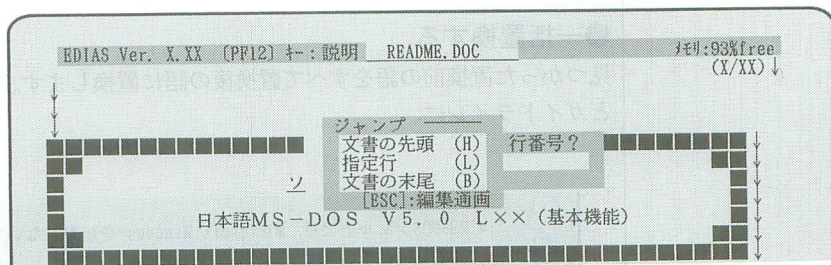 EDIAS Ver. X.XX (PF12) キー:説明 README.DOC メモリ:93%free
(X/XX)↓
ジャンプ
文書の先頭 (H) 行番号?
指定行 (L)
ソ 文書の末尾 (B)
[ESC]:編集通画
日本語MS-DOS V5.0 L××(基本機能)